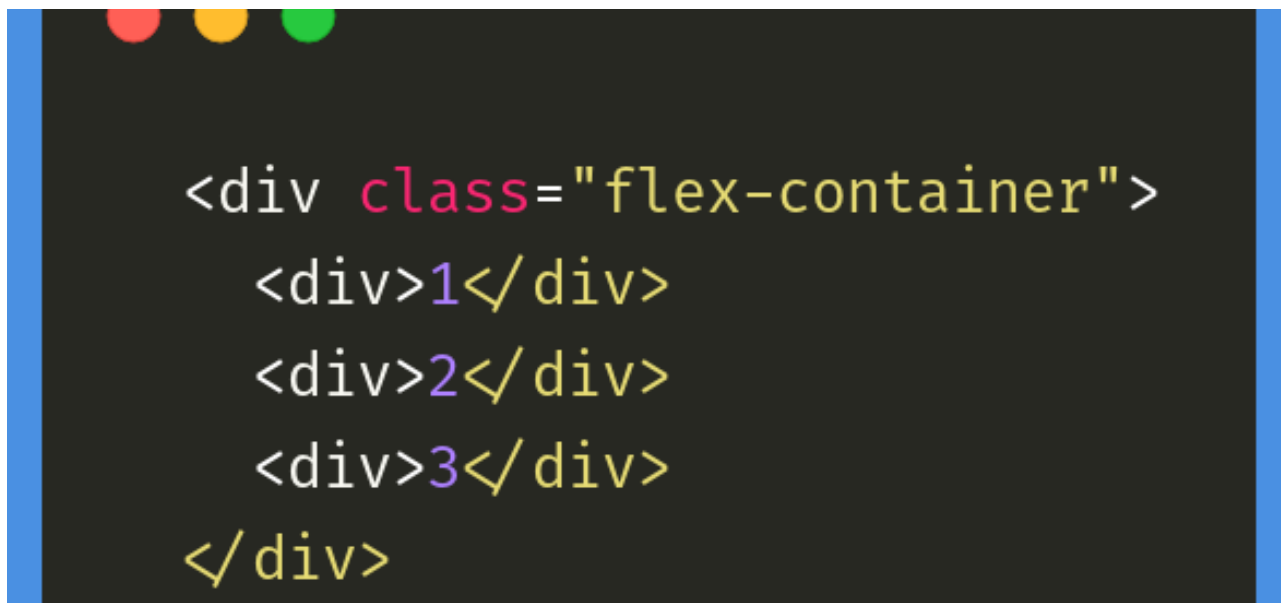 <div class="flex-container">
<div>1</div>
<div>2</div>
<div>3</div>
</div>